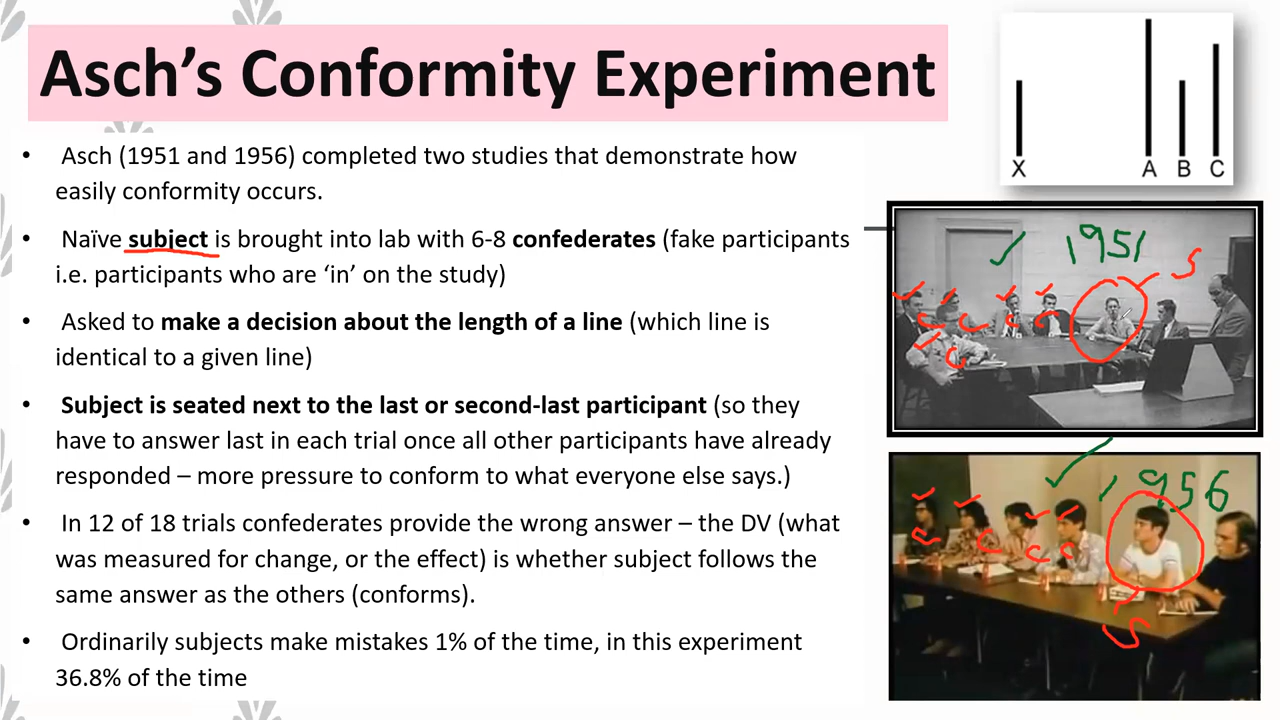 Asch's Conformity Experiment
• Asch (1951 and 1956) completed two studies that demonstrate how
easily conformity occurs.
• Naïve subject is brought into lab with 6-8 confederates (fake participants
i.e. participants who are 'in' on the study)
• Asked to make a decision about the length of a line (which line is
identical to a given line)
• Subject is seated next to the last or second-last participant (so they
have to answer last in each trial once all other participants have already
responded – more pressure to conform to what everyone else says.)
• In 12 of 18 trials confederates provide the wrong answer – the DV (what
was measured for change, or the effect) is whether subject follows the
same answer as the others (conforms).
• Ordinarily subjects make mistakes 1% of the time, in this experiment
36.8% of the time
X A B C
1951
S
C C C C
C
1956
C C C C
S